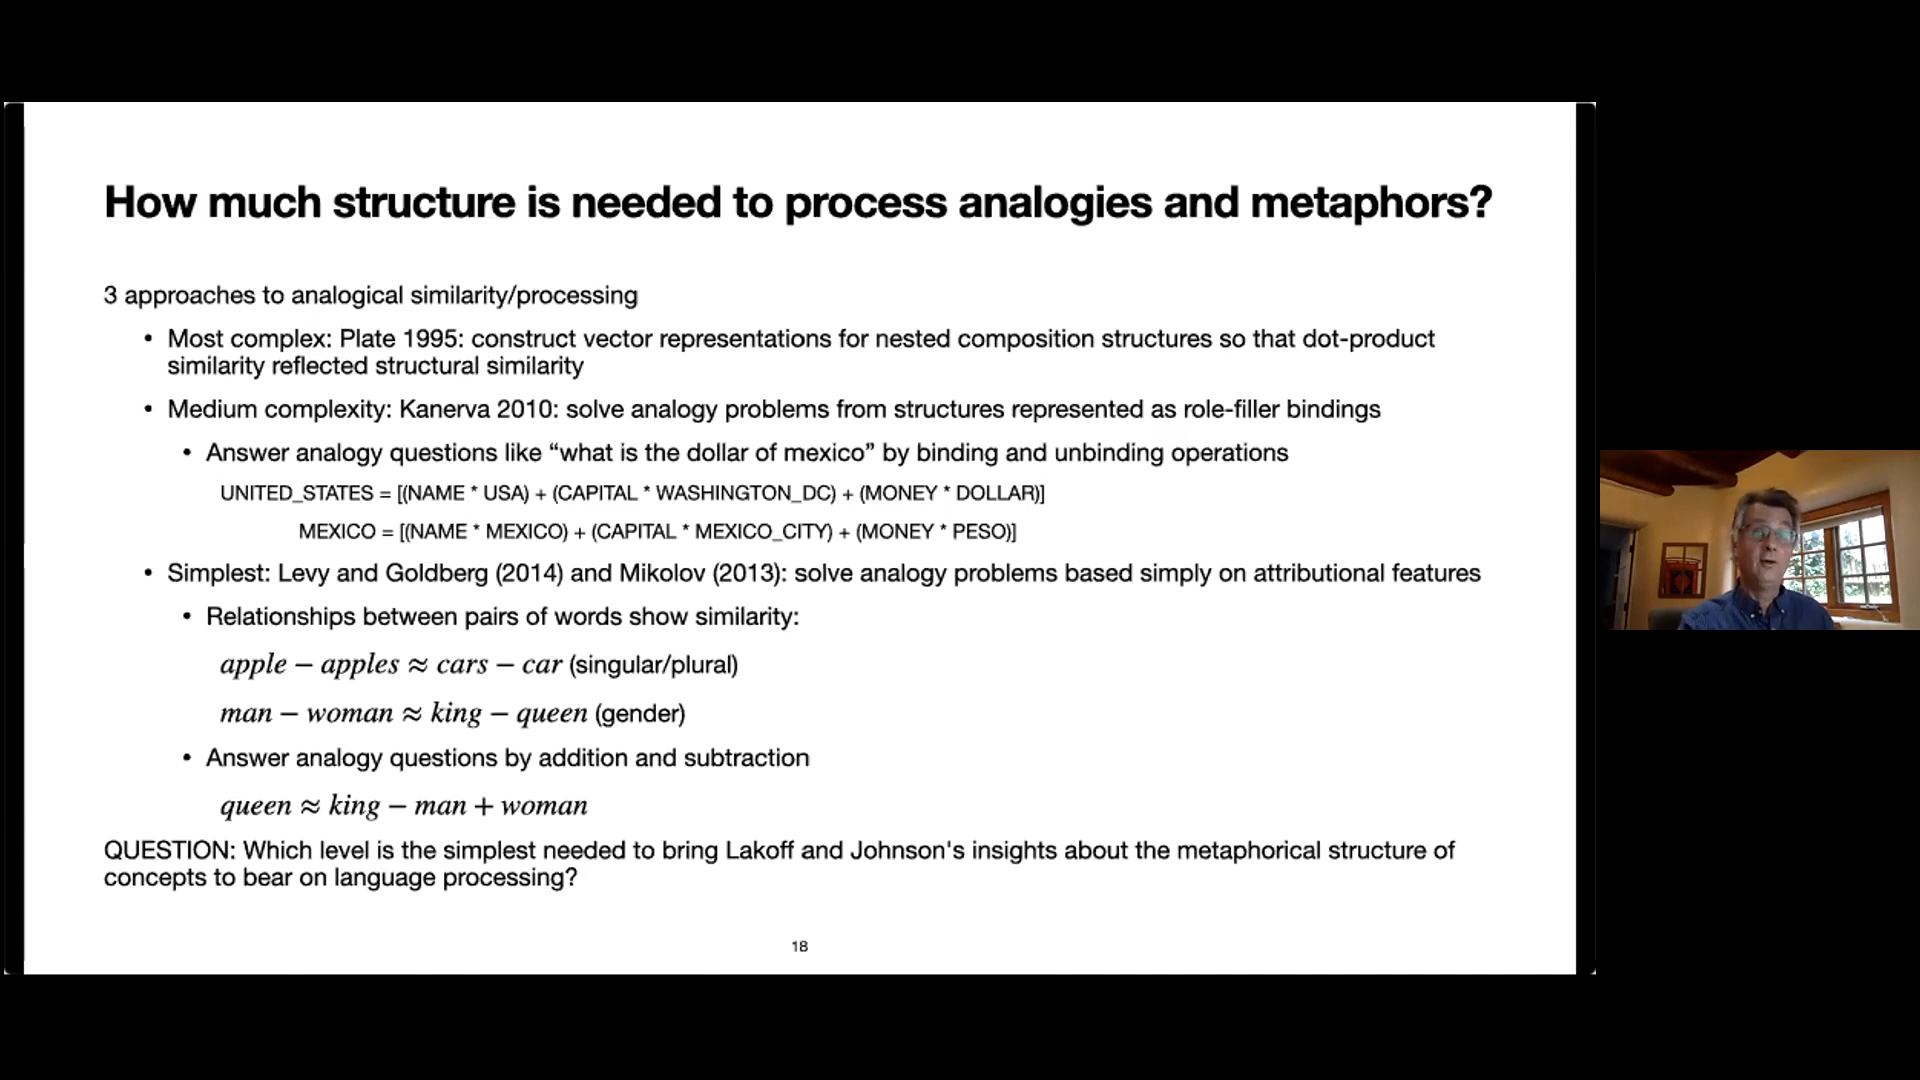 How much structure is needed to process analogies and metaphors?
3 approaches to analogical similarity/processing
• Most complex: Plate 1995: construct vector representations for nested composition structures so that dot-product
similarity reflected structural similarity
• Medium complexity: Kanerva 2010: solve analogy problems from structures represented as role-filler bindings
• Answer analogy questions like “what is the dollar of mexico” by binding and unbinding operations
UNITED_STATES = [(NAME * USA) + (CAPITAL * WASHINGTON_DC) + (MONEY * DOLLAR)]
MEXICO = [(NAME * MEXICO) + (CAPITAL * MEXICO_CITY) + (MONEY * PESO)]
• Simplest: Levy and Goldberg (2014) and Mikolov (2013): solve analogy problems based simply on attributional features
• Relationships between pairs of words show similarity:
apple − apples ≈ cars − car (singular/plural)
man − woman ≈ king − queen (gender)
• Answer analogy questions by addition and subtraction
queen ≈ king − man + woman
QUESTION: Which level is the simplest needed to bring Lakoff and Johnson's insights about the metaphorical structure of
concepts to bear on language processing?
18